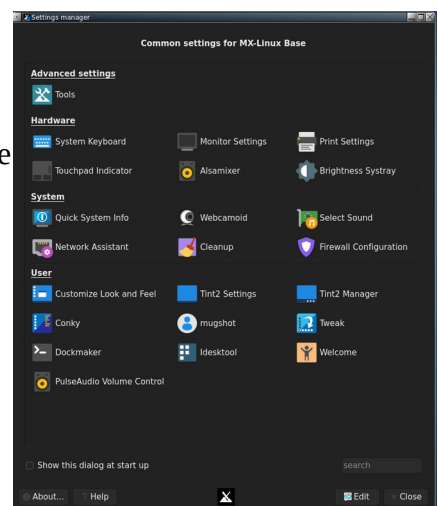 Settings manager
Common settings for MX-Linux Base
Advanced settings
Tools
Hardware
System Keyboard Monitor Settings Print Settings
e
Touchpad Indicator Alsamixer Brightness Systray
System
Quick System Info Webcamoid Select Sound
Network Assistant Cleanup Firewall Configuration
User
Customize Look and Feel Tint2 Settings Tint2 Manager
Conky mugshot Tweak
Dockmaker Idesktool Welcome
PulseAudio Volume Control
Show this dialog at start up search
About... ? Help Edit Close